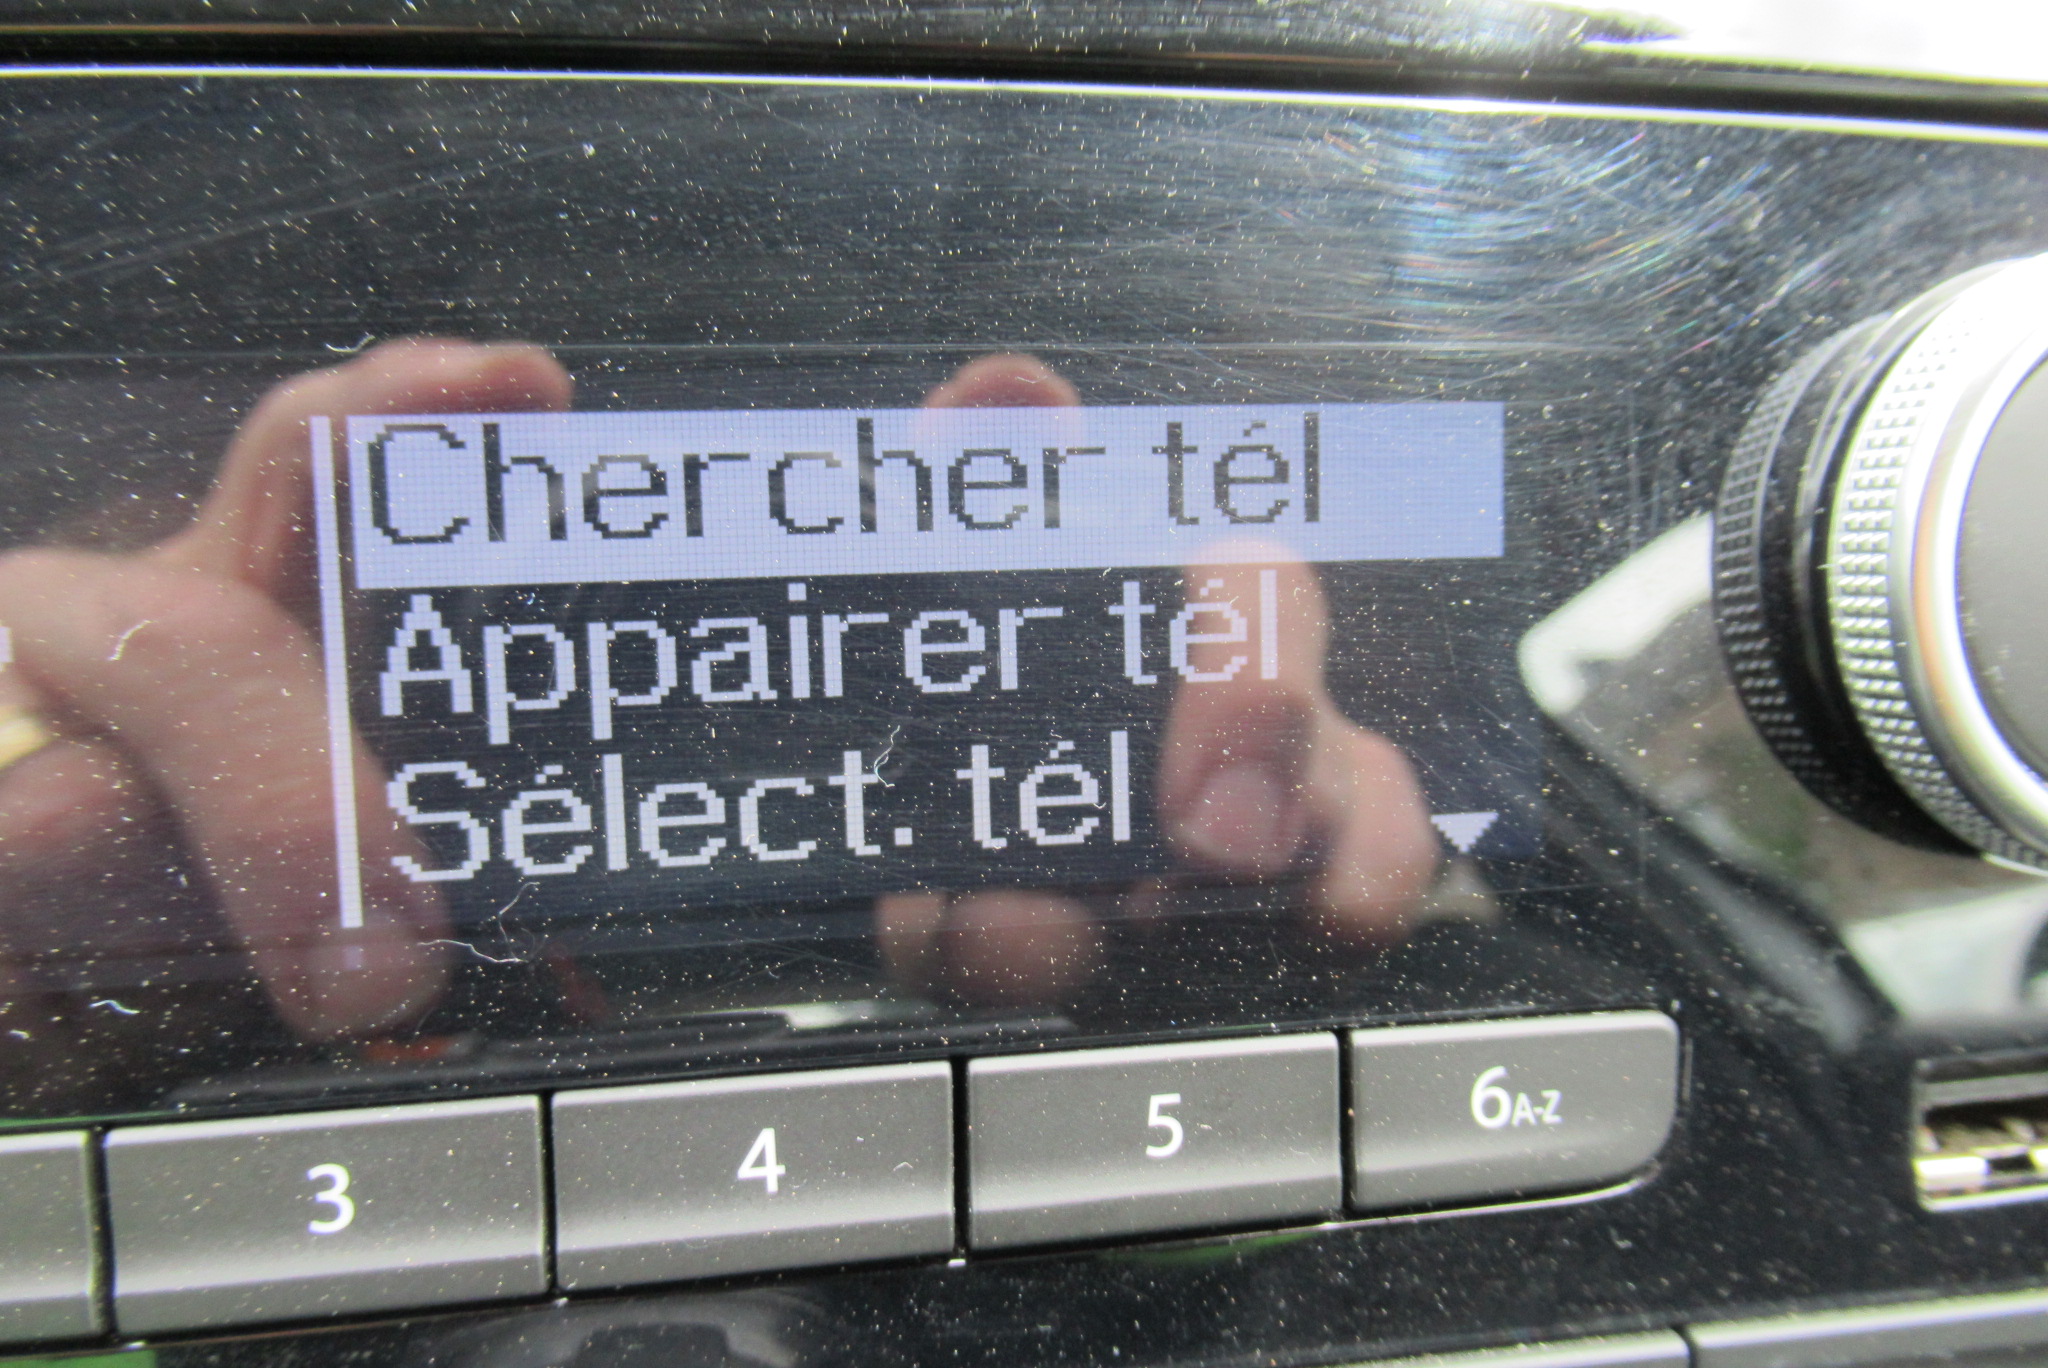 Chercher tél
Appairer tél
Sélect. tél
3
4
5
6A-Z